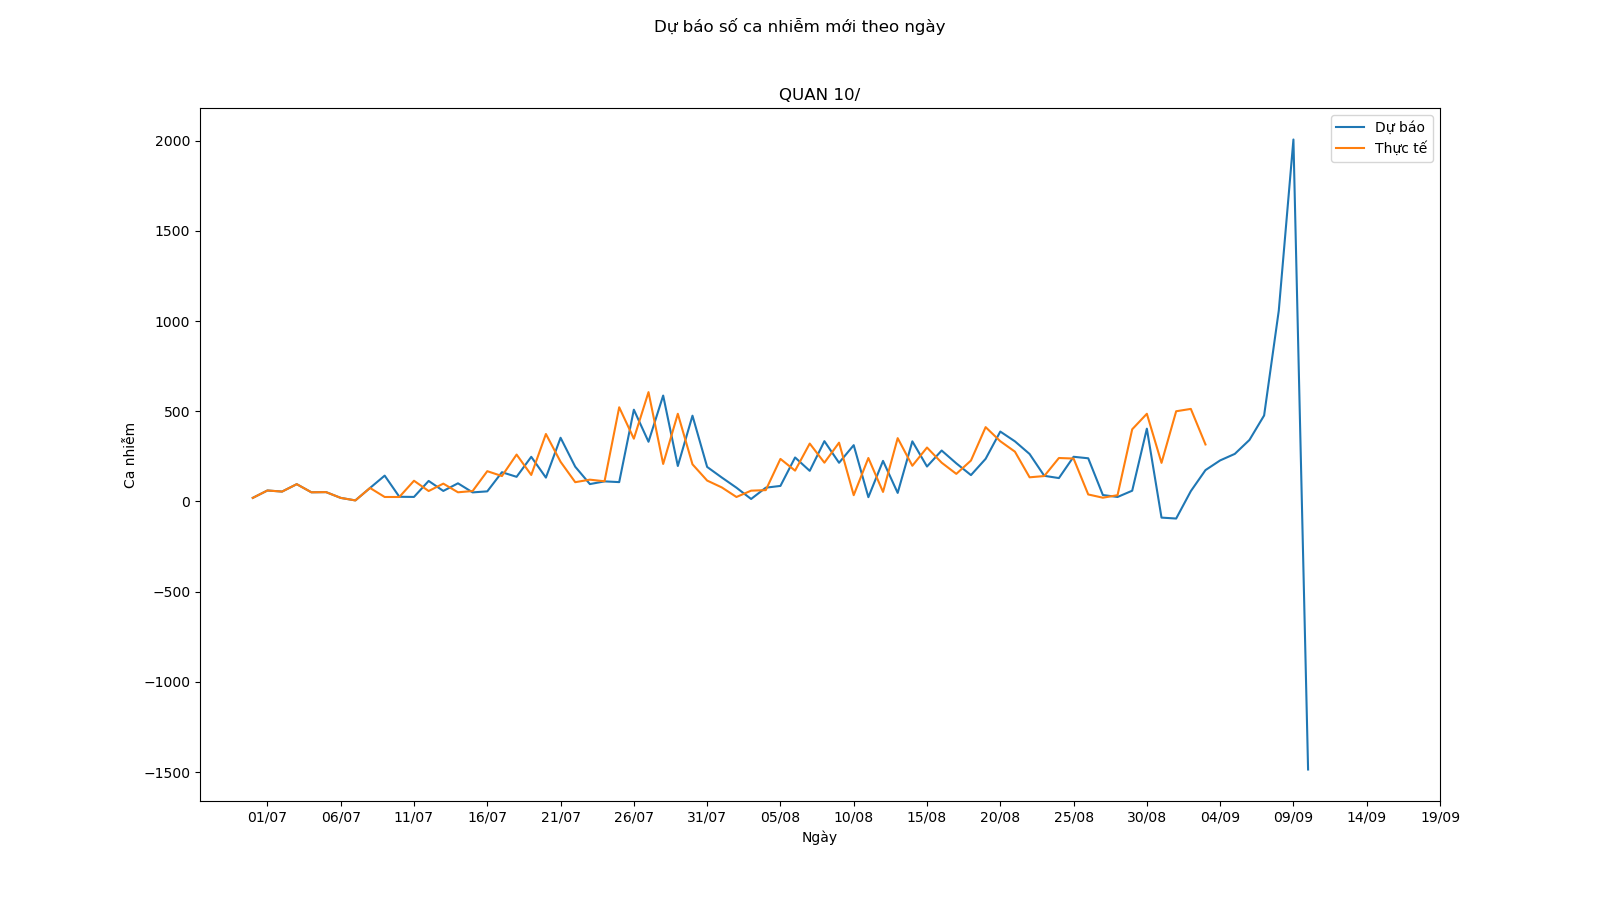 Dự báo số ca nhiễm mới theo ngày
QUAN 10/
Dự báo
Thực tế
Ca nhiễm
2000
1500
1000
500
0
−500
−1000
−1500
01/07 06/07 11/07 16/07 21/07 26/07 31/07 05/08 10/08 15/08 20/08 25/08 30/08 04/09 09/09 14/09 19/09
Ngày